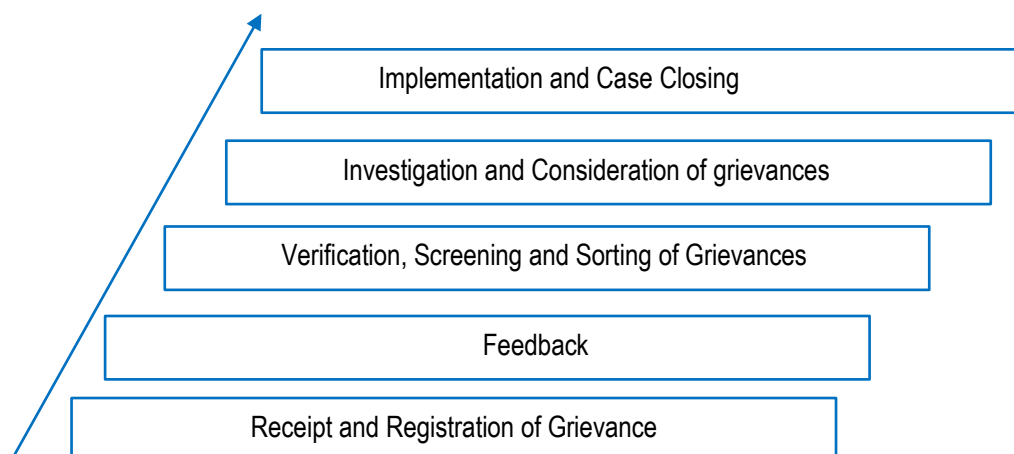 Implementation and Case Closing
Investigation and Consideration of grievances
Verification, Screening and Sorting of Grievances
Feedback
Receipt and Registration of Grievance